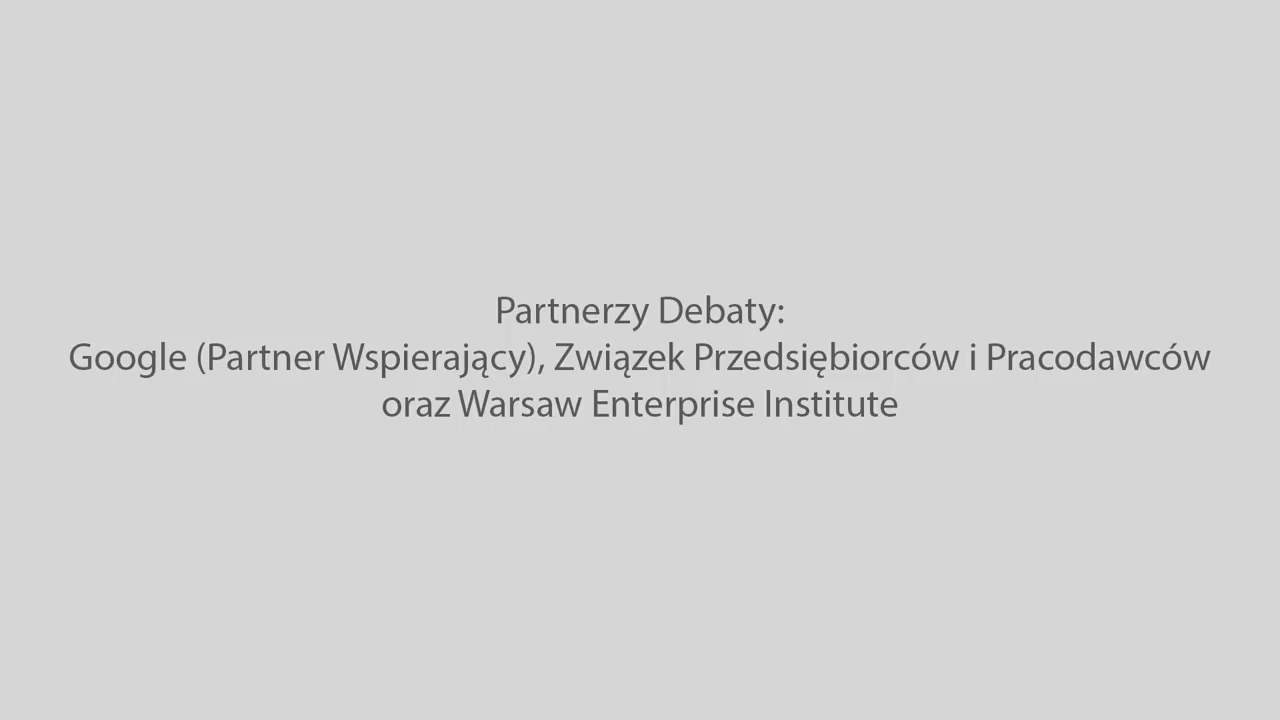 Partnerzy Debaty:
Google (Partner Wspierający), Związek Przedsiębiorców i Pracodawców
oraz Warsaw Enterprise Institute